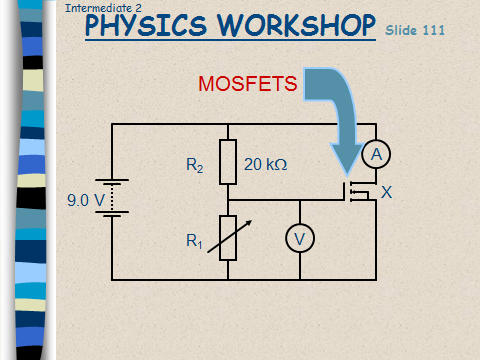 Intermediate 2
PHYSICS WORKSHOP Slide 111
MOSFETS
A
R2 20 kΩ
X
9.0 V
R1 V